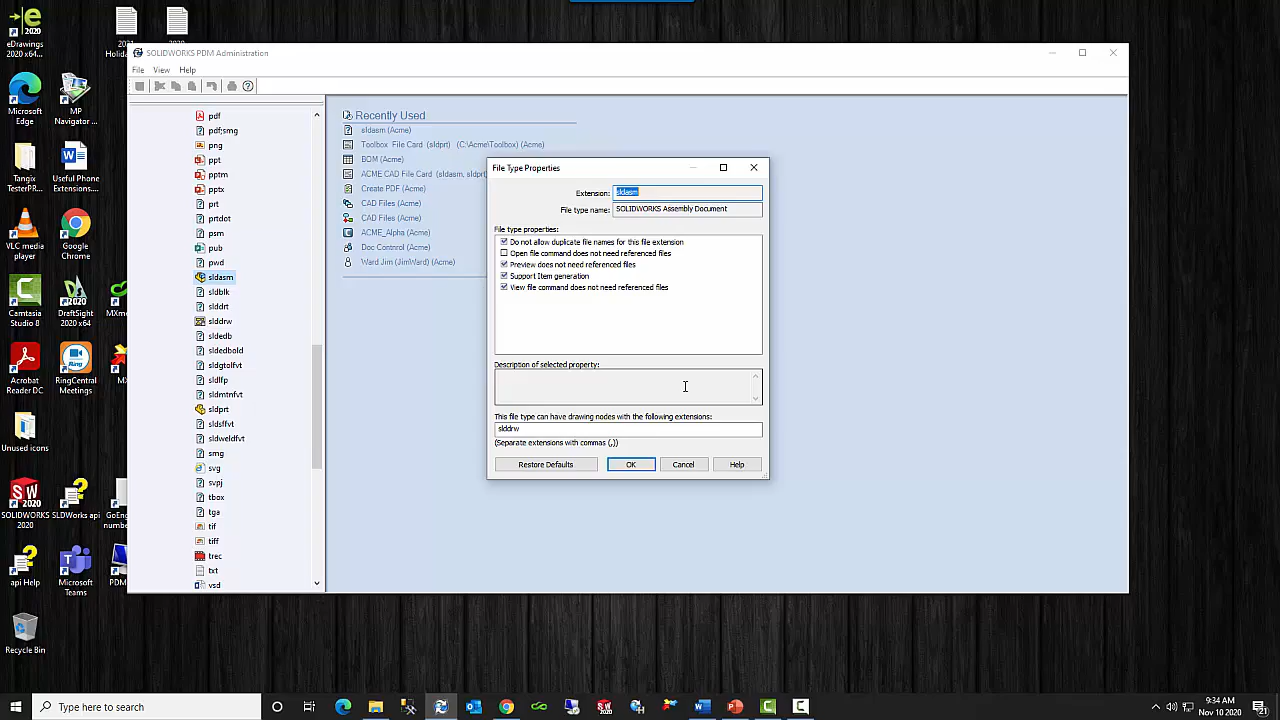 eDrawings
2020 x64...
2021
Holida
2020
Microsoft
Edge
MP
Navigator ...
Tangix
TesterPR...
Useful Phone
Extensions....
VLC media
player
Google
Chrome
Camtasia
Studio 8
DraftSight
2020 x64
MXm
Acrobat
Reader DC
RingCentral
Meetings
MX
Unused icons
SOLIDWORKS
2020
SLDWorks api
GoEn
numbe
api Help
Microsoft
Teams
PDM
Recycle Bin
SOLIDWORKS PDM Administration
File View Help
pdf
pdf;smg
png
ppt
pptm
pptx
prt
prtdot
psm
pub
pwd
sldasm
sldblk
slddrt
slddrw
sldedb
sldedbold
sldgtolfvt
sldlfp
sldmtnfvt
sldprt
sldsffvt
sldweldfvt
smg
svg
svpj
tbox
tga
tif
tiff
trec
txt
vsd
Recently Used
sldasm (Acme)
Toolbox File Card (sldprt) (C:\Acme\Toolbox) (Acme)
BOM (Acme)
ACME CAD File Card (sldasm, sldprt)
Create PDF (Acme)
CAD Files (Acme)
CAD Files (Acme)
ACME_Alpha (Acme)
Doc Control (Acme)
Ward Jim (JimWard) (Acme)
File Type Properties
Extension: sldasm
File type name: SOLIDWORKS Assembly Document
File type properties:
Do not allow duplicate file names for this file extension
Open file command does not need referenced files
Preview does not need referenced files
Support Item generation
View file command does not need referenced files
Description of selected property:
This file type can have drawing nodes with the following extensions:
slddrw
(Separate extensions with commas (,))
Restore Defaults OK Cancel Help
Type here to search
9:34 AM
Nov 10 2020